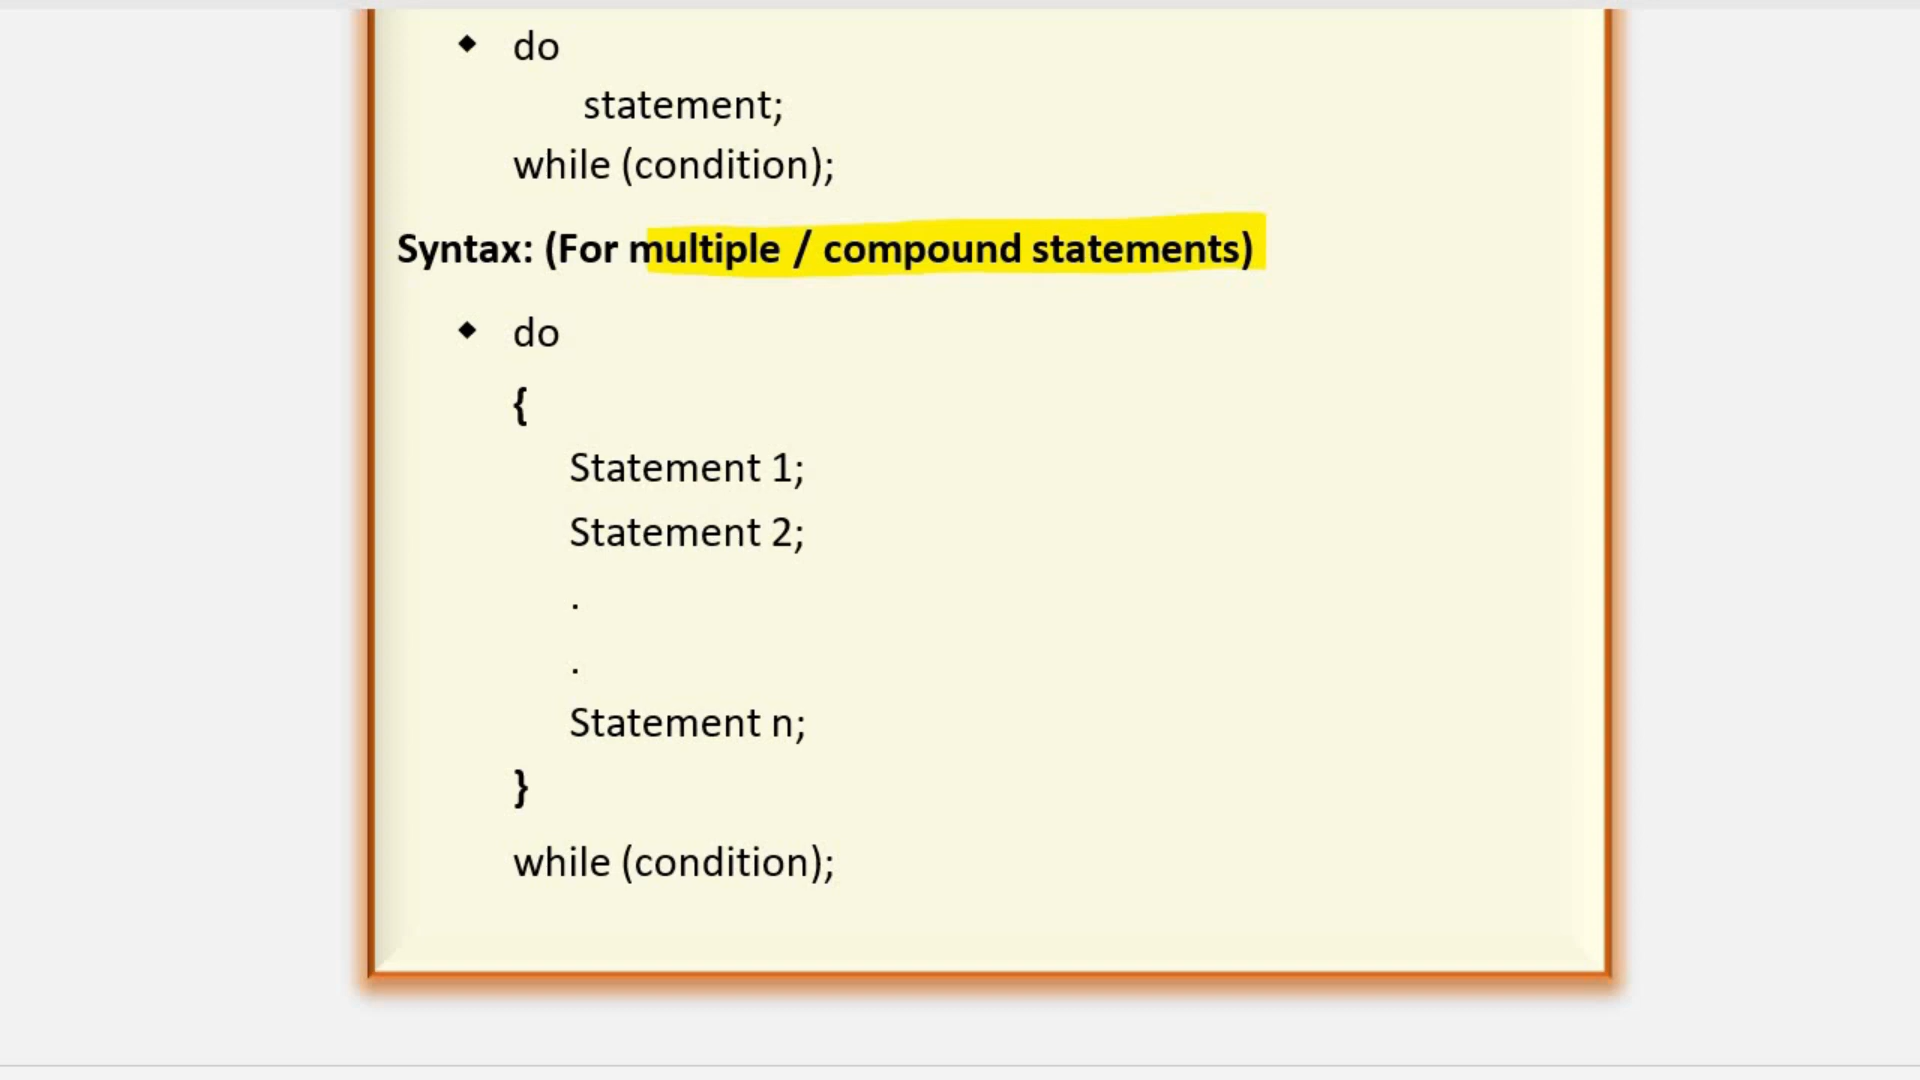 ◆ do
statement;
while (condition);
Syntax: (For multiple / compound statements)
◆ do
{
Statement 1;
Statement 2;
.
.
Statement n;
}
while (condition);